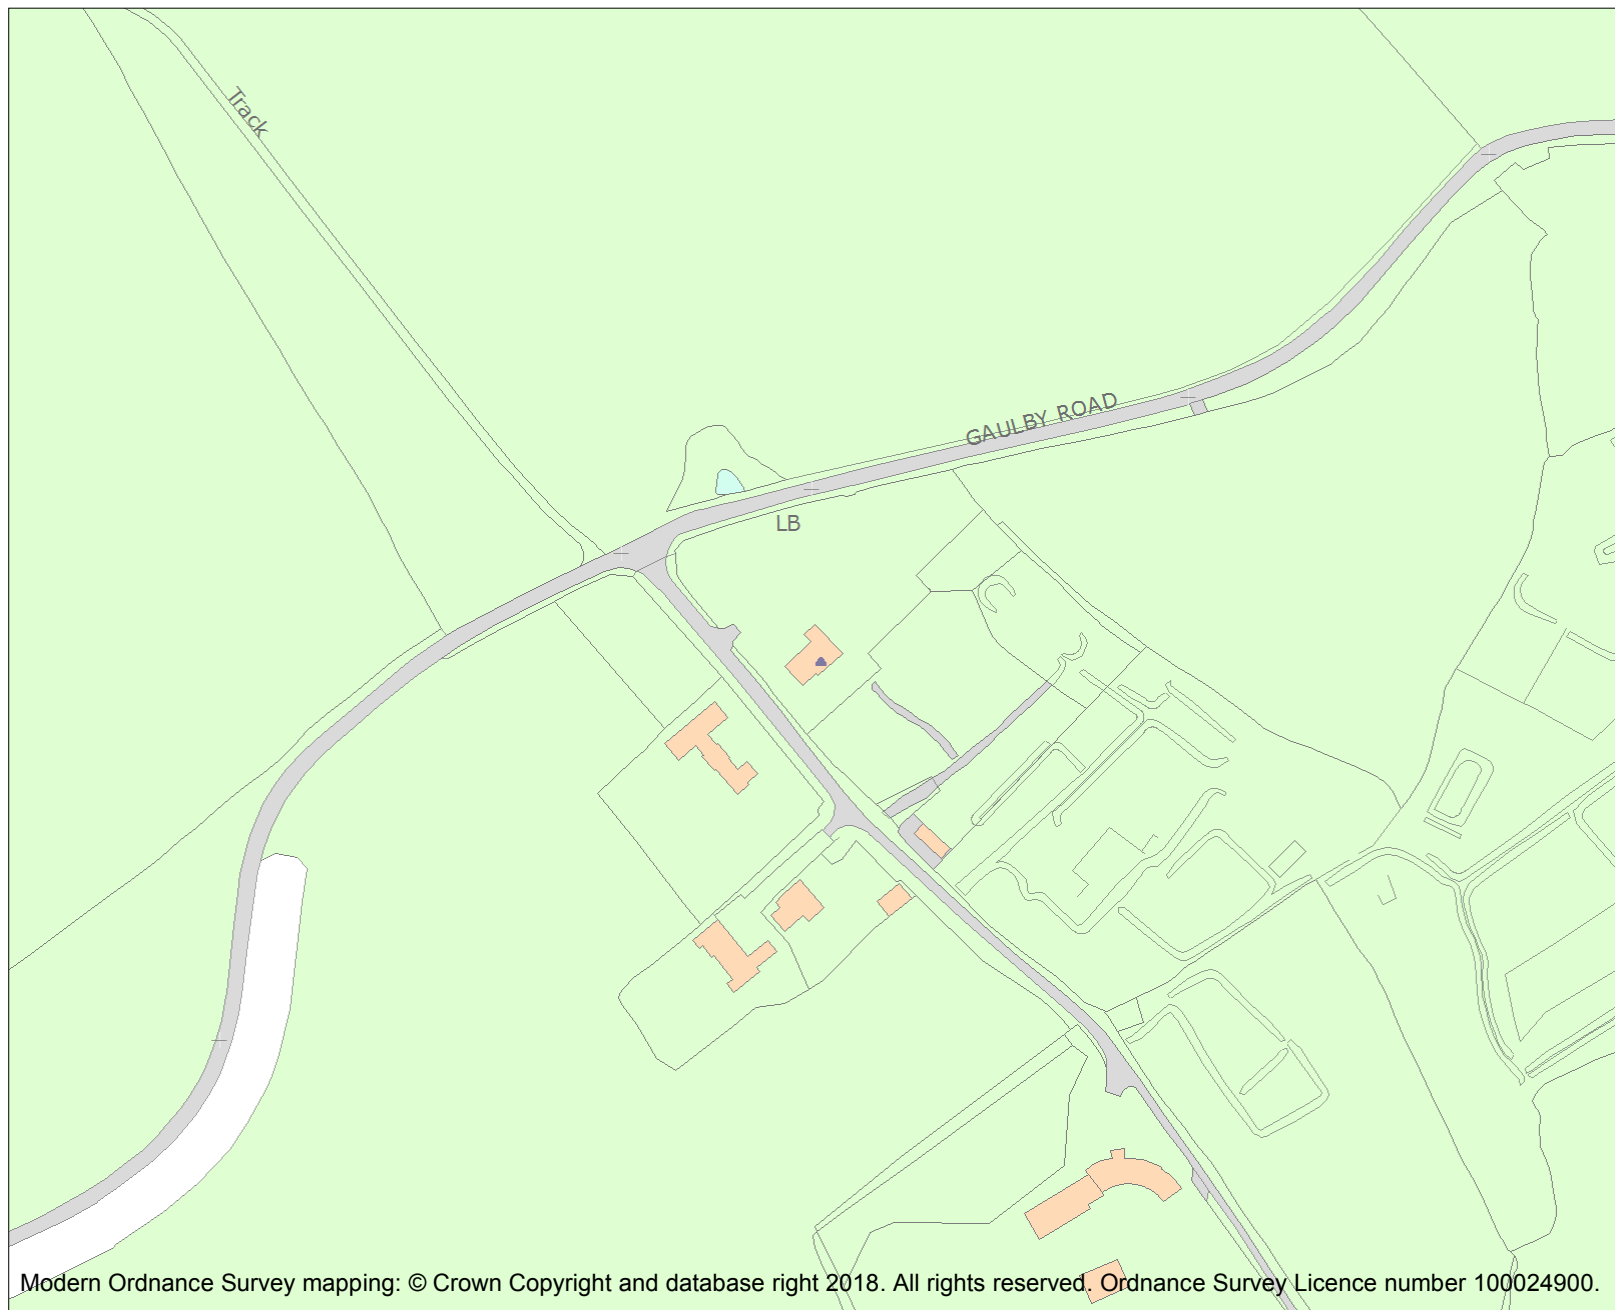 Track
GAULBY ROAD
LB
Modern Ordnance Survey mapping: © Crown Copyright and database right 2018. All rights reserved. Ordnance Survey Licence number 100024900.